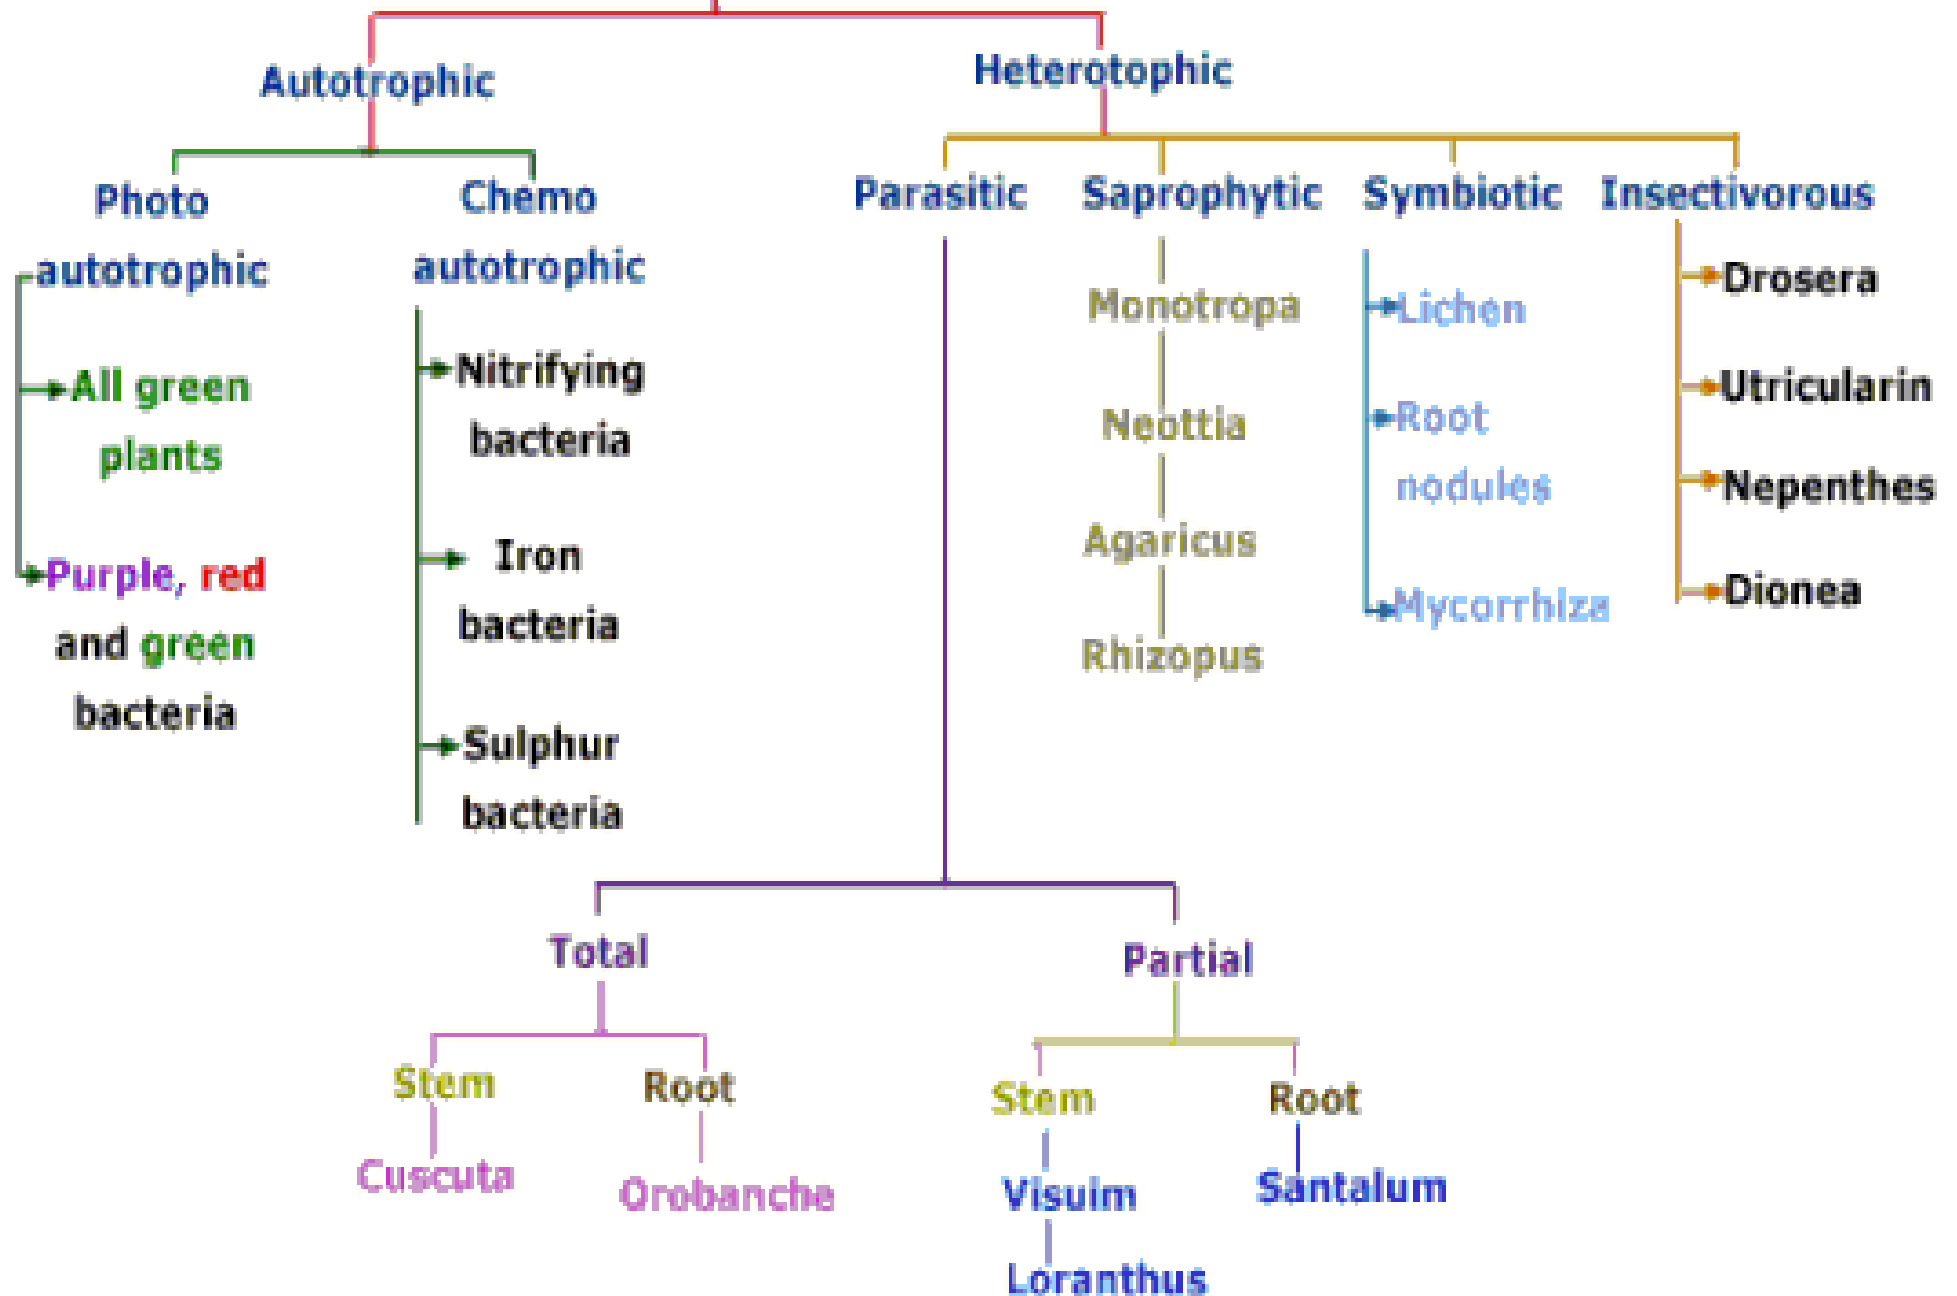 Autotrophic
Heterotophic
Photo
autotrophic
All green
plants
Purple, red
and green
bacteria
Chemo
autotrophic
Nitrifying
bacteria
Iron
bacteria
Sulphur
bacteria
Parasitic
Saprophytic
Monotropa
Neottia
Agaricus
Rhizopus
Symbiotic
Lichen
Root
nodules
Mycorrhiza
Insectivorous
Drosera
Utricularin
Nepenthes
Dionea
Total
Stem
Cuscuta
Root
Orobanche
Partial
Stem
Visuim
Loranthus
Root
Santalum